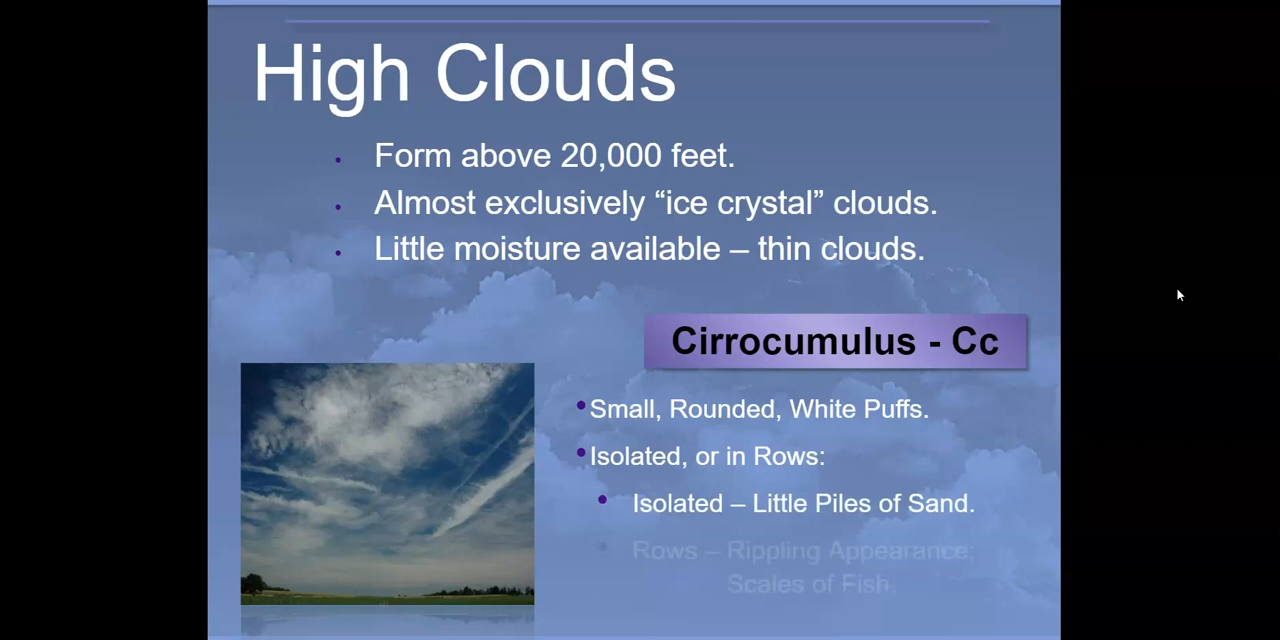 High Clouds
Form above 20,000 feet.
Almost exclusively “ice crystal” clouds.
Little moisture available – thin clouds.
Cirrocumulus - Cc
Small, Rounded, White Puffs.
Isolated, or in Rows:
Isolated – Little Piles of Sand.
Rows – Rippling Appearance;
Scales of Fish.